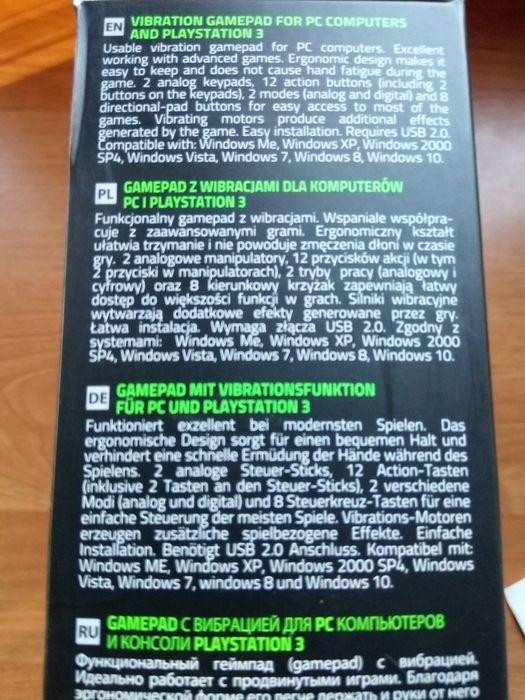 EN VIBRATION GAMEPAD FOR PC COMPUTERS
AND PLAYSTATION 3
Usable vibration gamepad for PC computers. Excellent
working with advanced games. Ergonomic design makes it
easy to keep and does not cause hand fatigue during the
game. 2 analog keypads, 12 action buttons (including 2
buttons on the keypads), 2 modes (analog and digital) and 8
directional-pad buttons for easy access to most of the
games. Vibrating motors produce additional effects
generated by the game. Easy installation. Requires USB 2.0.
Compatible with: Windows Me, Windows XP, Windows 2000
SP4, Windows Vista, Windows 7, Windows 8, Windows 10.
PL GAMEPAD Z WIBRACJAMI DLA KOMPUTERÓW
PC I PLAYSTATION 3
Funkcjonalny gamepad z wibracjami. Wspaniale współpra-
cuje z zaawansowanymi grami. Ergonomiczny kształt
ułatwia trzymanie i nie powoduje zmęczenia dłoni w czasie
gry. 2 analogowe manipulatory, 12 przycisków akcji (w tym
2 przyciski w manipulatorach), 2 tryby pracy (analogowy i
cyfrowy) oraz 8 kierunkowy krzyżak zapewniają łatwy
dostęp do większości funkcji w grach. Silniki wibracyjne
wytwarzają dodatkowe efekty generowane przez gry.
Łatwa instalacja. Wymaga złącza USB 2.0. Zgodny z
systemami: Windows Me, Windows XP, Windows 2000
SP4, Windows Vista, Windows 7, Windows 8, Windows 10.
DE GAMEPAD MIT VIBRATIONSFUNKTION
FÜR PC UND PLAYSTATION 3
Funktioniert exzellent bei modernsten Spielen. Das
ergonomische Design sorgt für einen bequemen Halt und
verhindert eine schnelle Ermüdung der Hände während des
Spielens. 2 analoge Steuer-Sticks, 12 Action-Tasten
(inklusive 2 Tasten an den Steuer-Sticks), 2 verschiedene
Modi (analog und digital) und 8 Steuerkreuz-Tasten für eine
einfache Steuerung der meisten Spiele. Vibrations-Motoren
erzeugen zusätzliche spielbezogene Effekte. Einfache
Installation. Benötigt USB 2.0 Anschluss. Kompatibel mit:
Windows ME, Windows XP, Windows 2000 SP4, Windows
Vista, Windows 7, windows 8 und Windows 10.
RU GAMEPAD С ВИБРАЦИЕЙ ДЛЯ PC КОМПЬЮТЕРОВ
И КОНСОЛИ PLAYSTATION 3
Функциональный геймпад (gamepad) с вибрацией.
Идеально работает с продвинутыми играми. Благодаря
эргономической форме его легче держать и руки от него